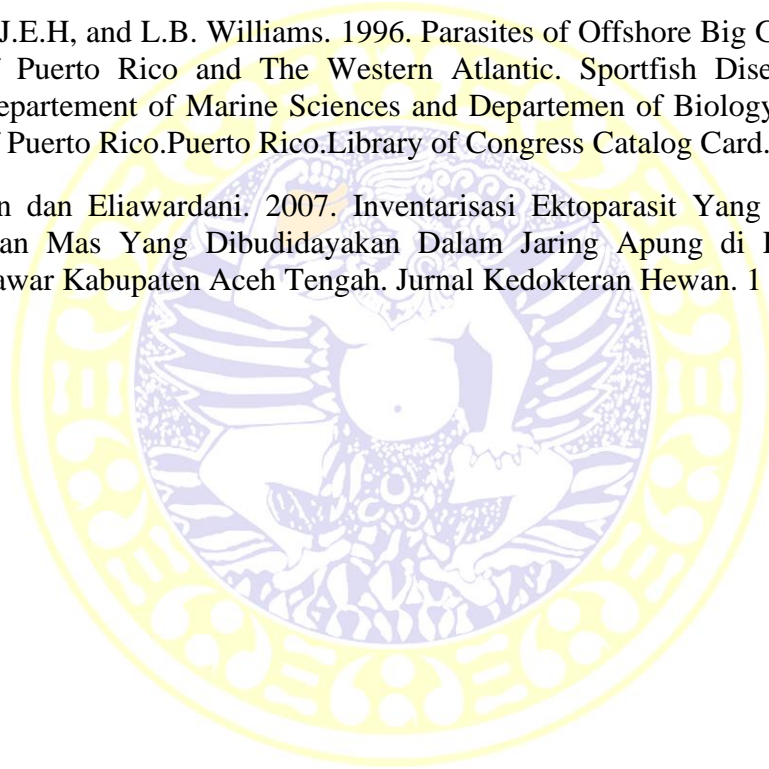 J.E.H, and L.B. Williams. 1996. Parasites of Offshore Big
Puerto Rico and The Western Atlantic. Sportfish
epartement of Marine Sciences and Departemen of Biology
Puerto Rico.Puerto Rico.Library of Congress Catalog Card.
n dan Eliawardani. 2007. Inventarisasi Ektoparasit Yang
an Mas Yang Dibudidayakan Dalam Jaring Apung di
awar Kabupaten Aceh Tengah. Jurnal Kedokteran Hewan. 1